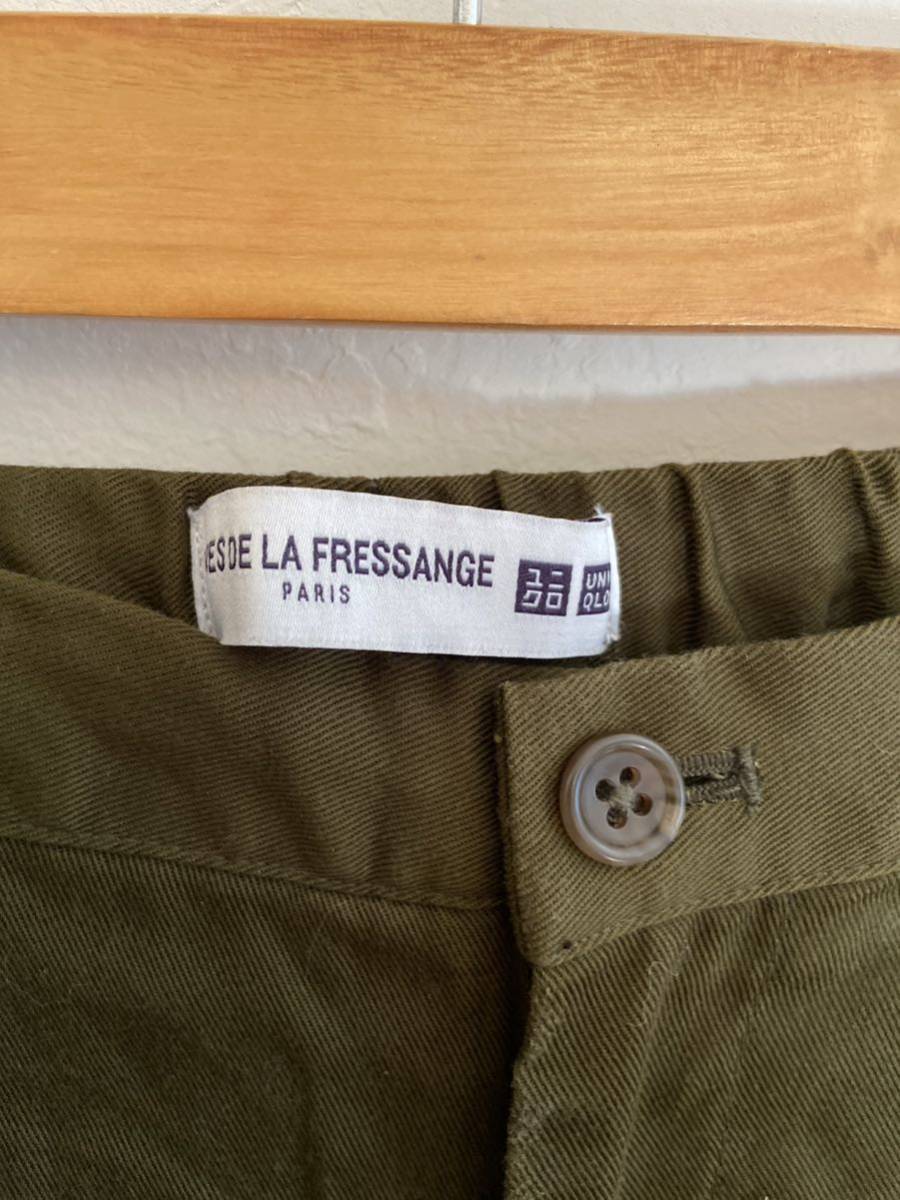 ES DE LA FRESSANGE
PARIS
ユニ
クロ
UNI
QLO